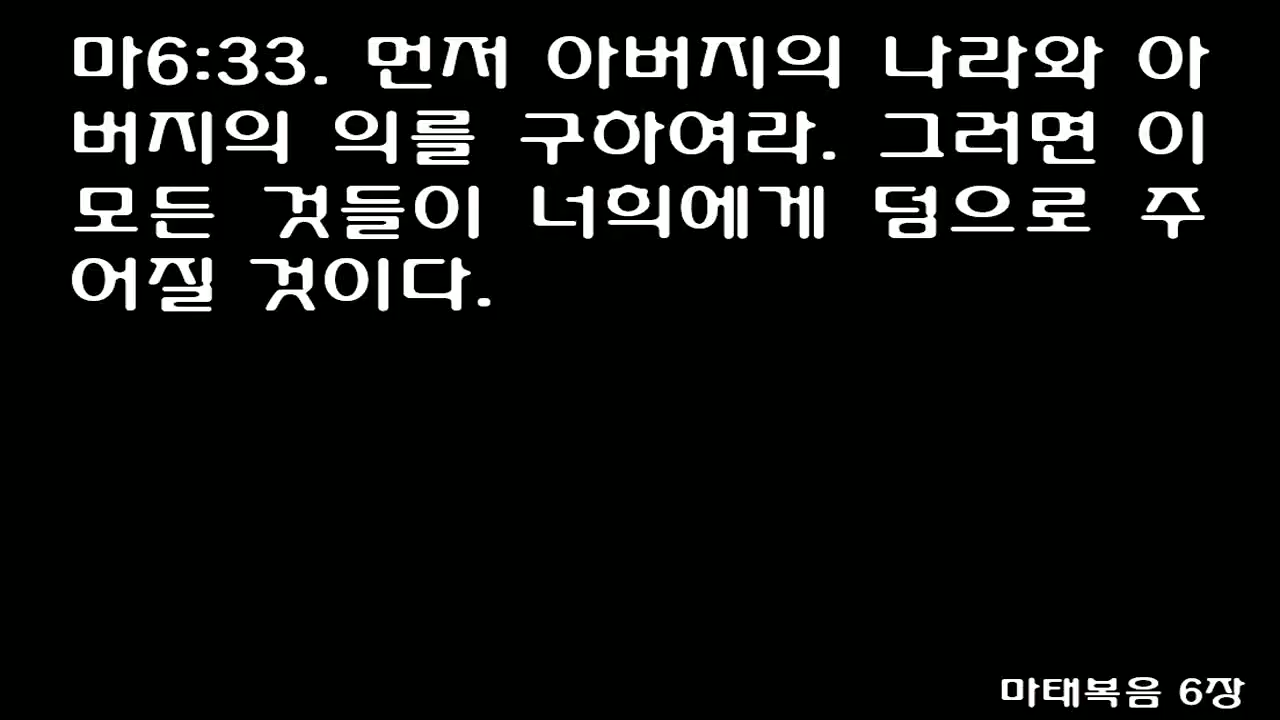 마6:33. 먼저 아버지의 나라와 아
버지의 의를 구하여라. 그러면 이
모든 것들이 너희에게 덤으로 주
어질 것이다.
마태복음 6장